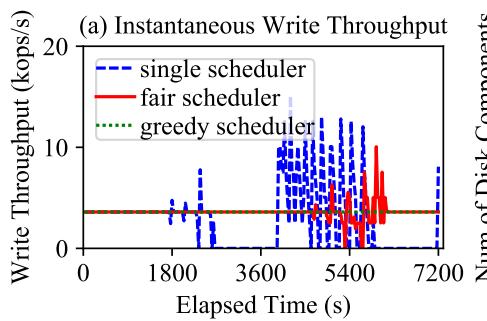 (a) Instantaneous Write Throughput
Write Throughput (kops/s)
20
10
0
single scheduler
fair scheduler
greedy scheduler
0 1800 3600 5400 7200
Elapsed Time (s)
Num of Disk Components